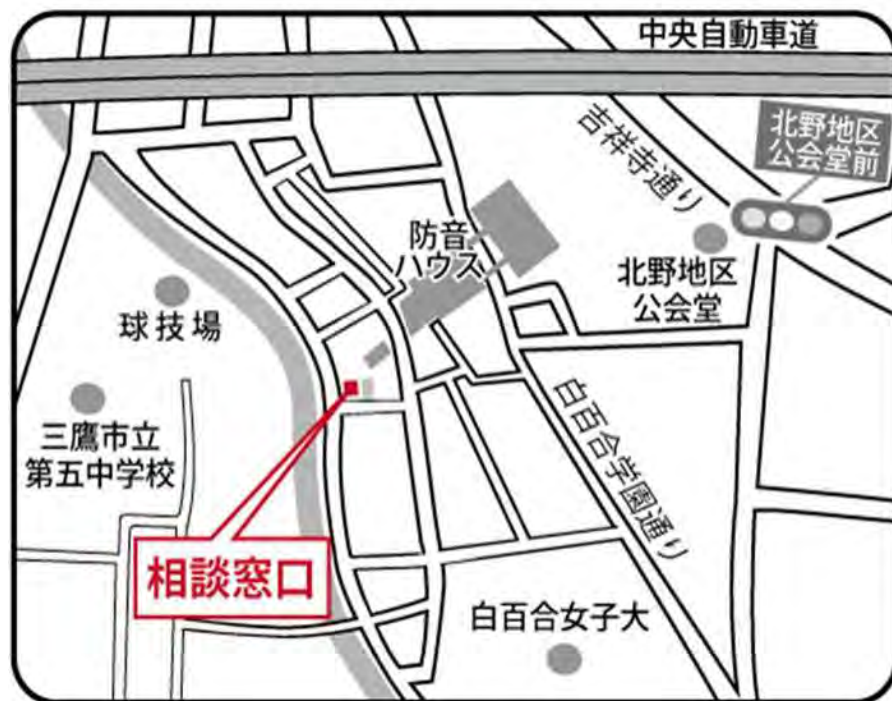 中央自動車道
北野地区
公会堂前
吉祥寺通り
防音
ハウス
北野地区
公会堂
球技場
三鷹市立
第五中学校
白百合学園通り
相談窓口
白百合女子大